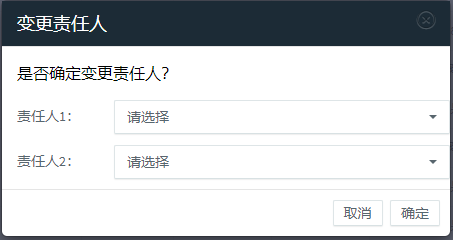 变更责任人
是否确定变更责任人？
责任人1： 请选择
责任人2： 请选择
取消 确定